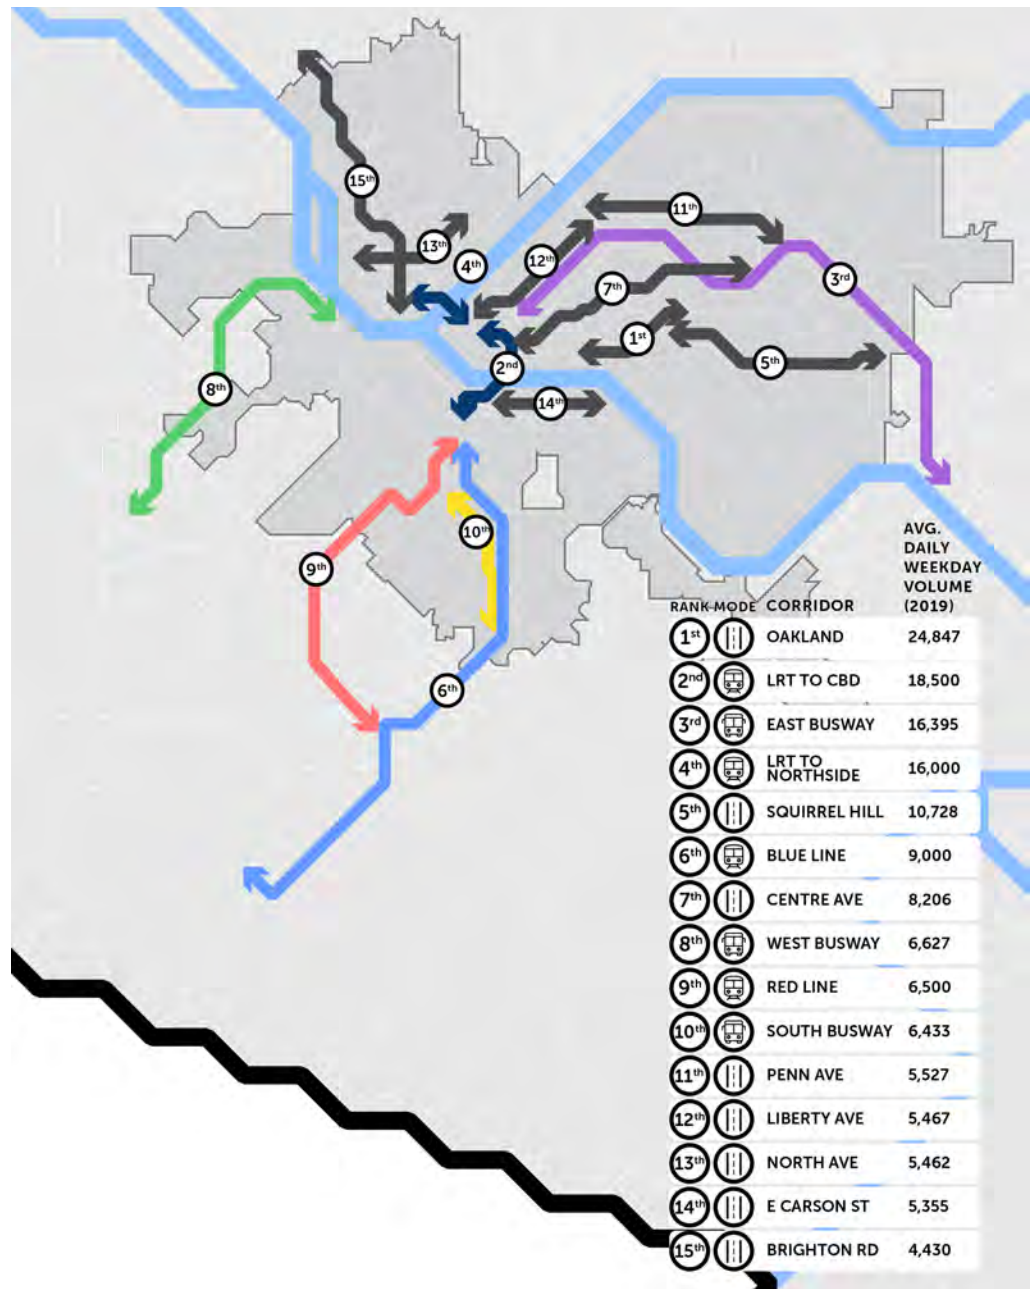 15th
11th
13th
4th
12th
3rd
7th
1st
5th
2nd
8th
14th
10th
9th
6th
AVG.
DAILY
WEEKDAY
VOLUME
(2019)
RANK MODE CORRIDOR
1st OAKLAND 24,847
2nd LRT TO CBD 18,500
3rd EAST BUSWAY 16,395
4th LRT TO NORTHSIDE 16,000
5th SQUIRREL HILL 10,728
6th BLUE LINE 9,000
7th CENTRE AVE 8,206
8th WEST BUSWAY 6,627
9th RED LINE 6,500
10th SOUTH BUSWAY 6,433
11th PENN AVE 5,527
12th LIBERTY AVE 5,467
13th NORTH AVE 5,462
14th E CARSON ST 5,355
15th BRIGHTON RD 4,430